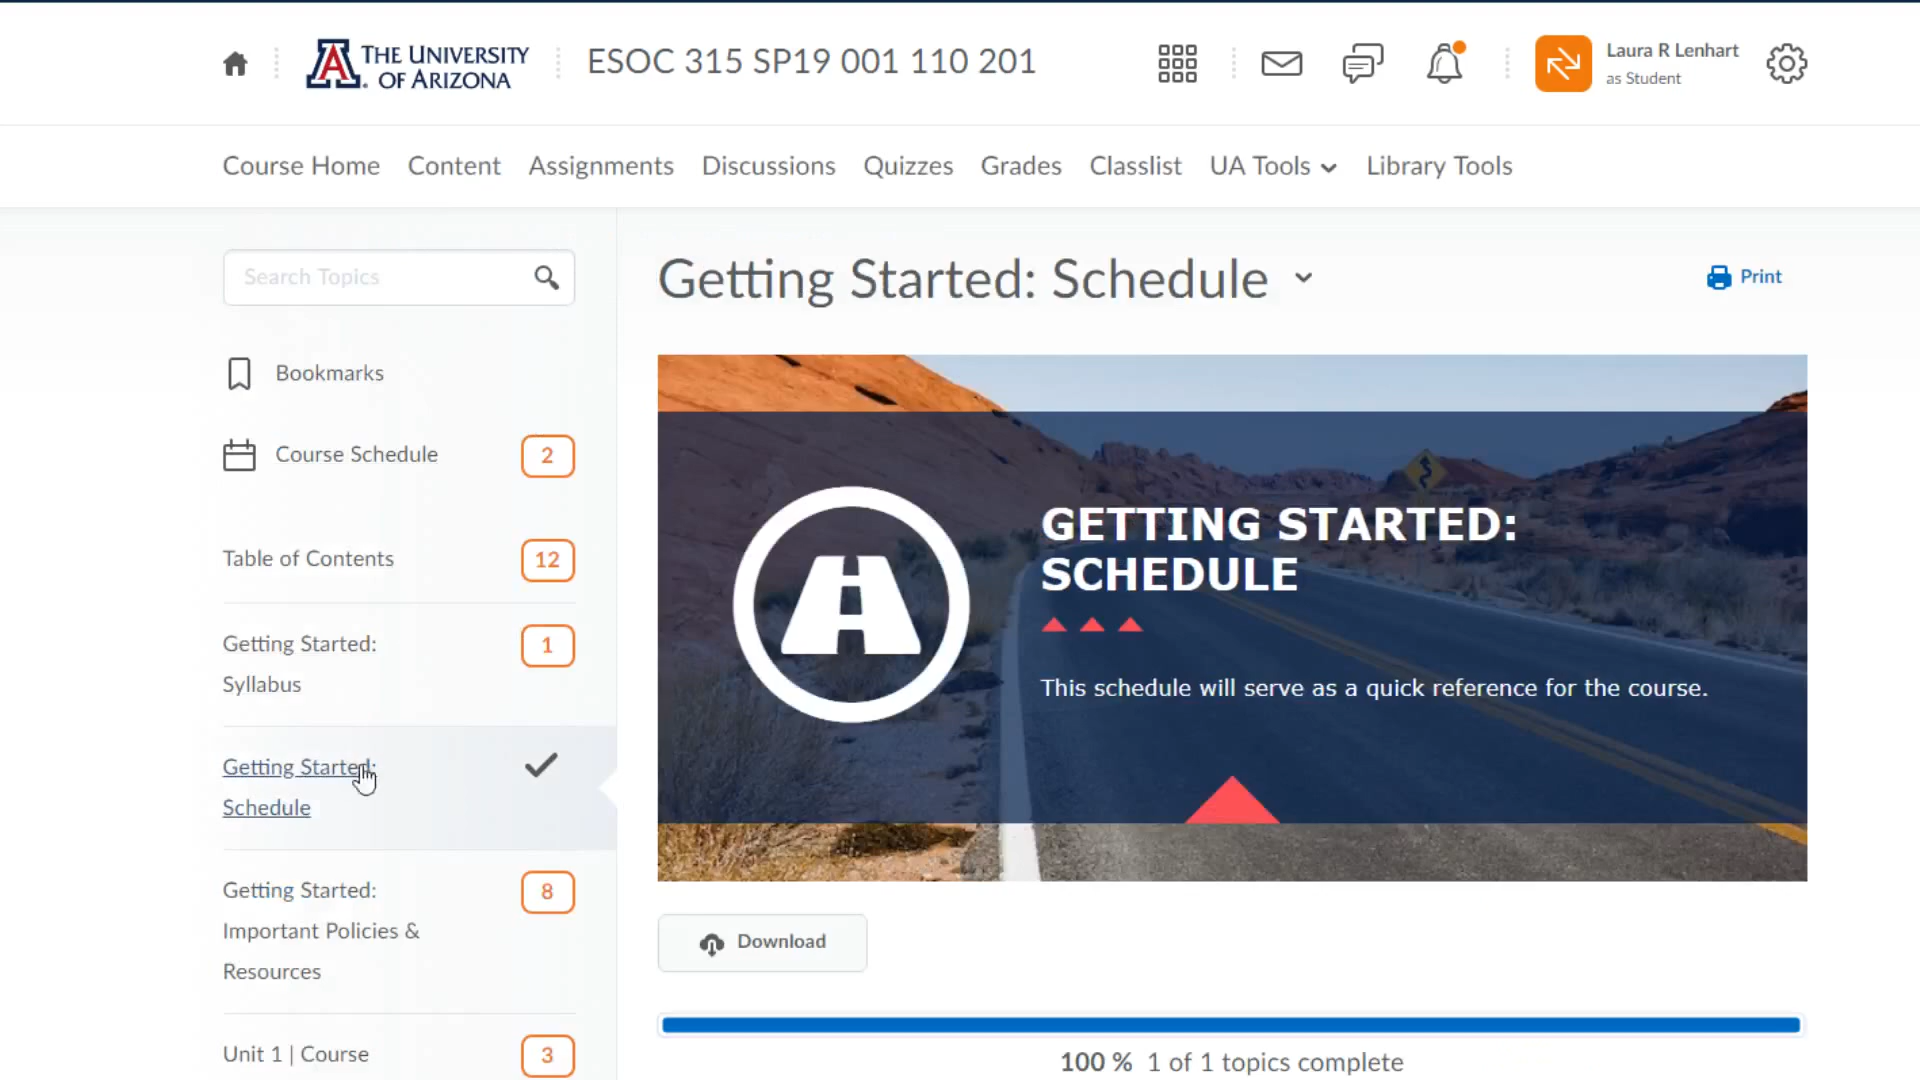 THE UNIVERSITY
OF ARIZONA
ESOC 315 SP19 001 110 201
Laura R Lenhart
as Student
Course Home Content Assignments Discussions Quizzes Grades Classlist UA Tools Library Tools
Search Topics
Bookmarks
Course Schedule 2
Table of Contents 12
Getting Started: 1
Syllabus
Getting Started:
Schedule
Getting Started: 8
Important Policies &
Resources
Unit 1 | Course 3
Getting Started: Schedule
Print
GETTING STARTED:
SCHEDULE
This schedule will serve as a quick reference for the course.
Download
100 % 1 of 1 topics complete